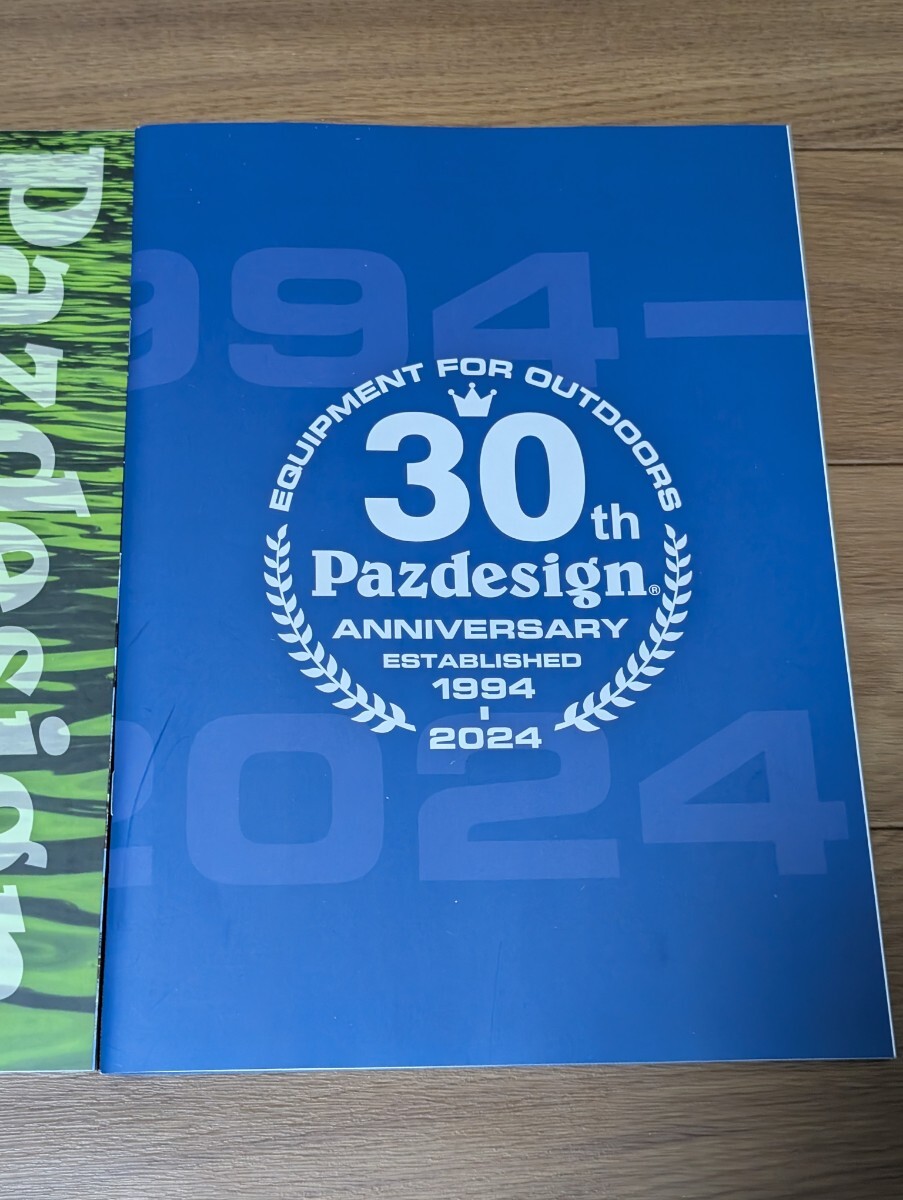 Pazdesign
994-
EQUIPMENT FOR OUTDOORS
30th
Pazdesign®
ANNIVERSARY
ESTABLISHED
1994
-
2024
2024